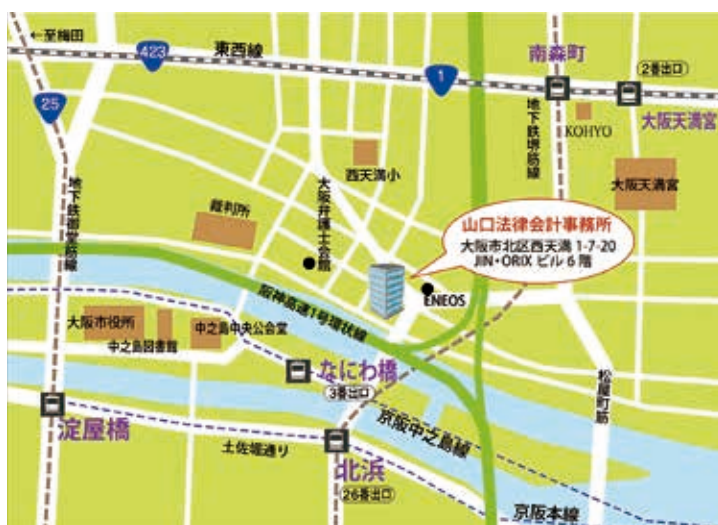 ←至梅田
423
東西線
1
南森町
2番出口
25
KOHYO
大阪天満宮
地下鉄堺筋線
西天満小
大阪天満宮
地下鉄御堂筋線
大阪弁護士会館
裁判所
山口法律会計事務所
大阪市北区西天満 1-7-20
JIN・ORIX ビル 6 階
ENEOS
阪神高速1号環状線
大阪市役所
中之島中央公会堂
中之島図書館
なにわ橋
3番出口
松屋町筋
淀屋橋
京阪中之島線
土佐堀通り
北浜
26番出口
京阪本線